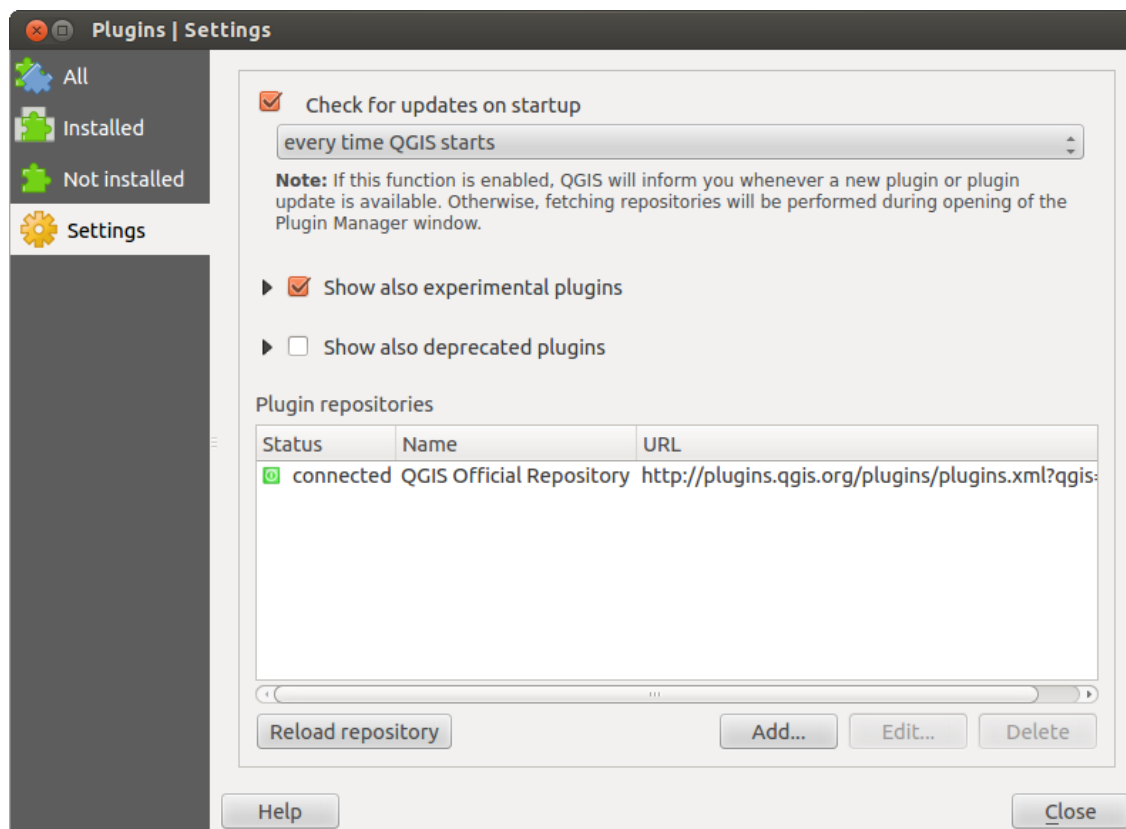 Plugins | Settings
All
Installed
Not installed
Settings
Check for updates on startup
every time QGIS starts
Note: If this function is enabled, QGIS will inform you whenever a new plugin or plugin
update is available. Otherwise, fetching repositories will be performed during opening of the
Plugin Manager window.
Show also experimental plugins
Show also deprecated plugins
Plugin repositories
Status Name URL
connected QGIS Official Repository http://plugins.qgis.org/plugins/plugins.xml?qgis=
Reload repository Add... Edit... Delete
Help Close